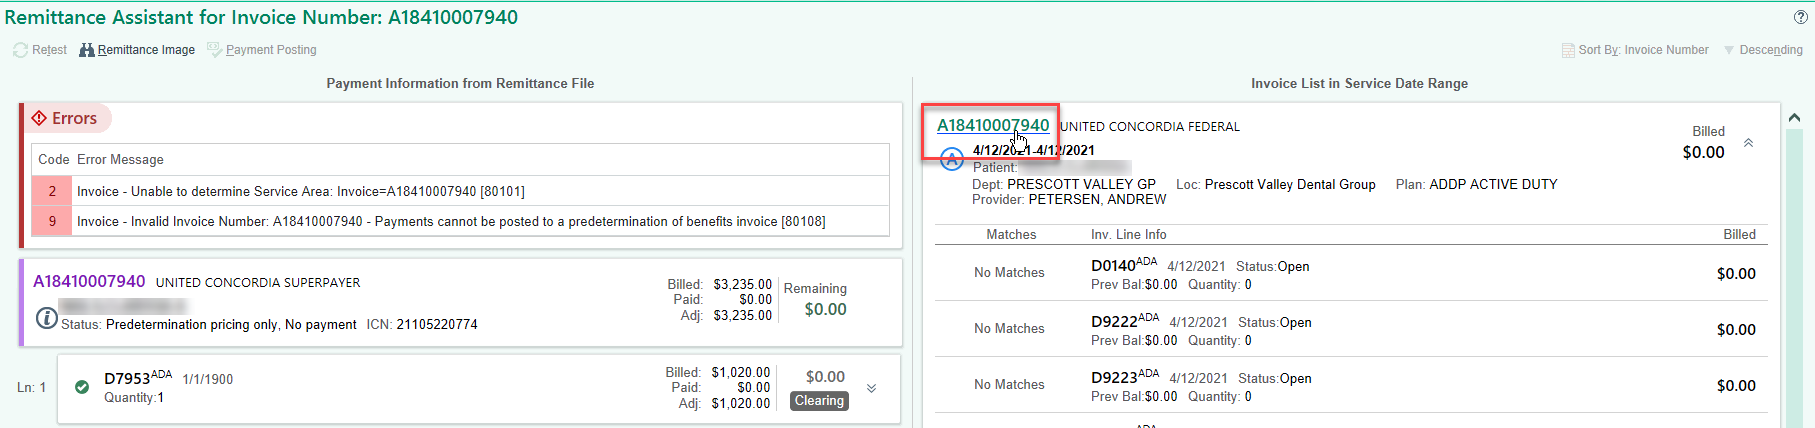 Remittance Assistant for Invoice Number: A18410007940
Retest Remittance Image Payment Posting Sort By: Invoice Number Descending
Payment Information from Remittance File
Errors
Code Error Message
2 Invoice - Unable to determine Service Area: Invoice=A18410007940 [80101]
9 Invoice - Invalid Invoice Number: A18410007940 - Payments cannot be posted to a predetermination of benefits invoice [80108]
A18410007940 UNITED CONCORDIA SUPERPAYER
Status: Predetermination pricing only, No payment ICN: 21105220774
Billed: $3,235.00
Paid: $0.00
Adj: $3,235.00
Remaining
$0.00
Ln: 1
D7953ADA 1/1/1900
Quantity:1
Billed: $1,020.00
Paid: $0.00
Adj: $1,020.00
$0.00
Clearing
Invoice List in Service Date Range
A18410007940 UNITED CONCORDIA FEDERAL
A 4/12/2021-4/12/2021
Patient:
Dept: PRESCOTT VALLEY GP Loc: Prescott Valley Dental Group Plan: ADDP ACTIVE DUTY
Provider: PETERSEN, ANDREW
Billed
$0.00
Matches Inv. Line Info Billed
No Matches D0140ADA 4/12/2021 Status:Open $0.00
Prev Bal:$0.00 Quantity: 0
No Matches D9222ADA 4/12/2021 Status:Open $0.00
Prev Bal:$0.00 Quantity: 0
No Matches D9223ADA 4/12/2021 Status:Open $0.00
Prev Bal:$0.00 Quantity: 0